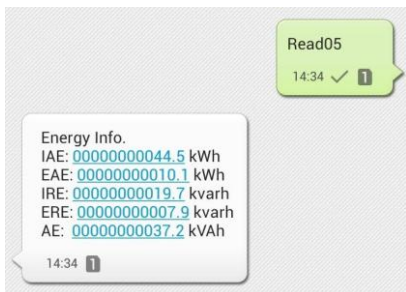 Read05
14:34 ✓ 1
Energy Info.
IAE: 00000000044.5 kWh
EAE: 00000000010.1 kWh
IRE: 00000000019.7 kvarh
ERE: 00000000007.9 kvarh
AE: 00000000037.2 kVAh
14:34 1